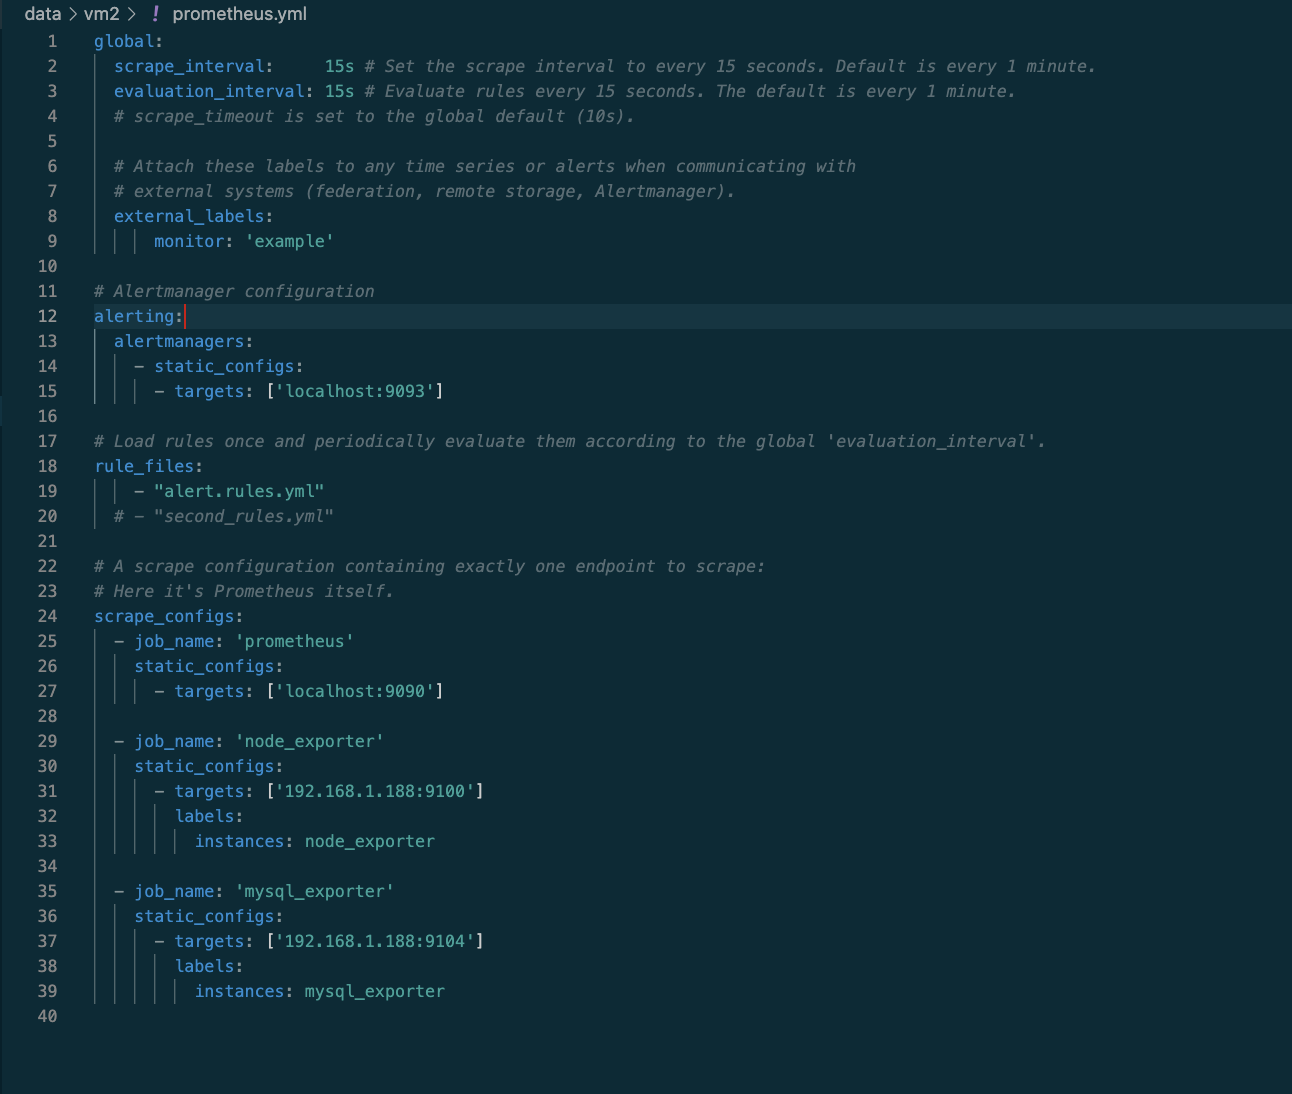 data > vm2 > ! prometheus.yml
1 global:
2   scrape_interval:     15s # Set the scrape interval to every 15 seconds. Default is every 1 minute.
3   evaluation_interval: 15s # Evaluate rules every 15 seconds. The default is every 1 minute.
4   # scrape_timeout is set to the global default (10s).
5
6   # Attach these labels to any time series or alerts when communicating with
7   # external systems (federation, remote storage, Alertmanager).
8   external_labels:
9       monitor: 'example'
10
11 # Alertmanager configuration
12 alerting:
13   alertmanagers:
14     - static_configs:
15       - targets: ['localhost:9093']
16
17 # Load rules once and periodically evaluate them according to the global 'evaluation_interval'.
18 rule_files:
19     - "alert.rules.yml"
20   # - "second_rules.yml"
21
22 # A scrape configuration containing exactly one endpoint to scrape:
23 # Here it's Prometheus itself.
24 scrape_configs:
25   - job_name: 'prometheus'
26     static_configs:
27       - targets: ['localhost:9090']
28
29   - job_name: 'node_exporter'
30     static_configs:
31       - targets: ['192.168.1.188:9100']
32         labels:
33           instances: node_exporter
34
35   - job_name: 'mysql_exporter'
36     static_configs:
37       - targets: ['192.168.1.188:9104']
38         labels:
39           instances: mysql_exporter
40